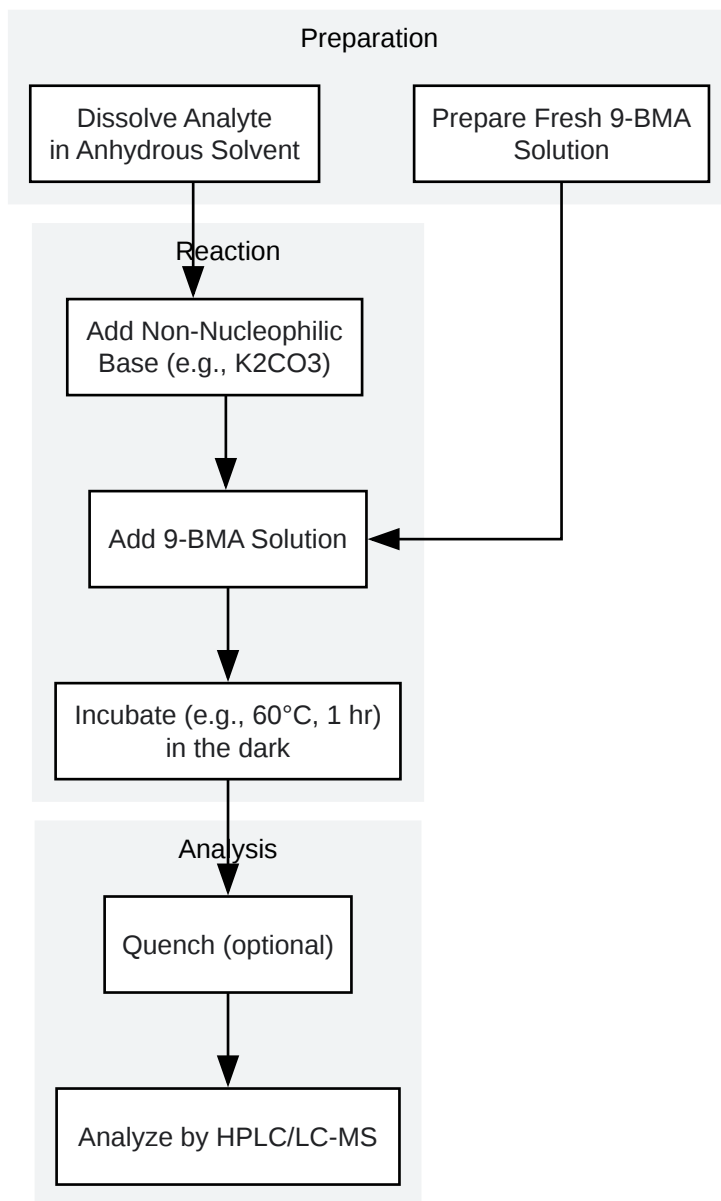 Preparation
Dissolve Analyte
in Anhydrous Solvent
Prepare Fresh 9-BMA
Solution
Reaction
Add Non-Nucleophilic
Base (e.g., K2CO3)
Add 9-BMA Solution
Incubate (e.g., 60°C, 1 hr)
in the dark
Analysis
Quench (optional)
Analyze by HPLC/LC-MS